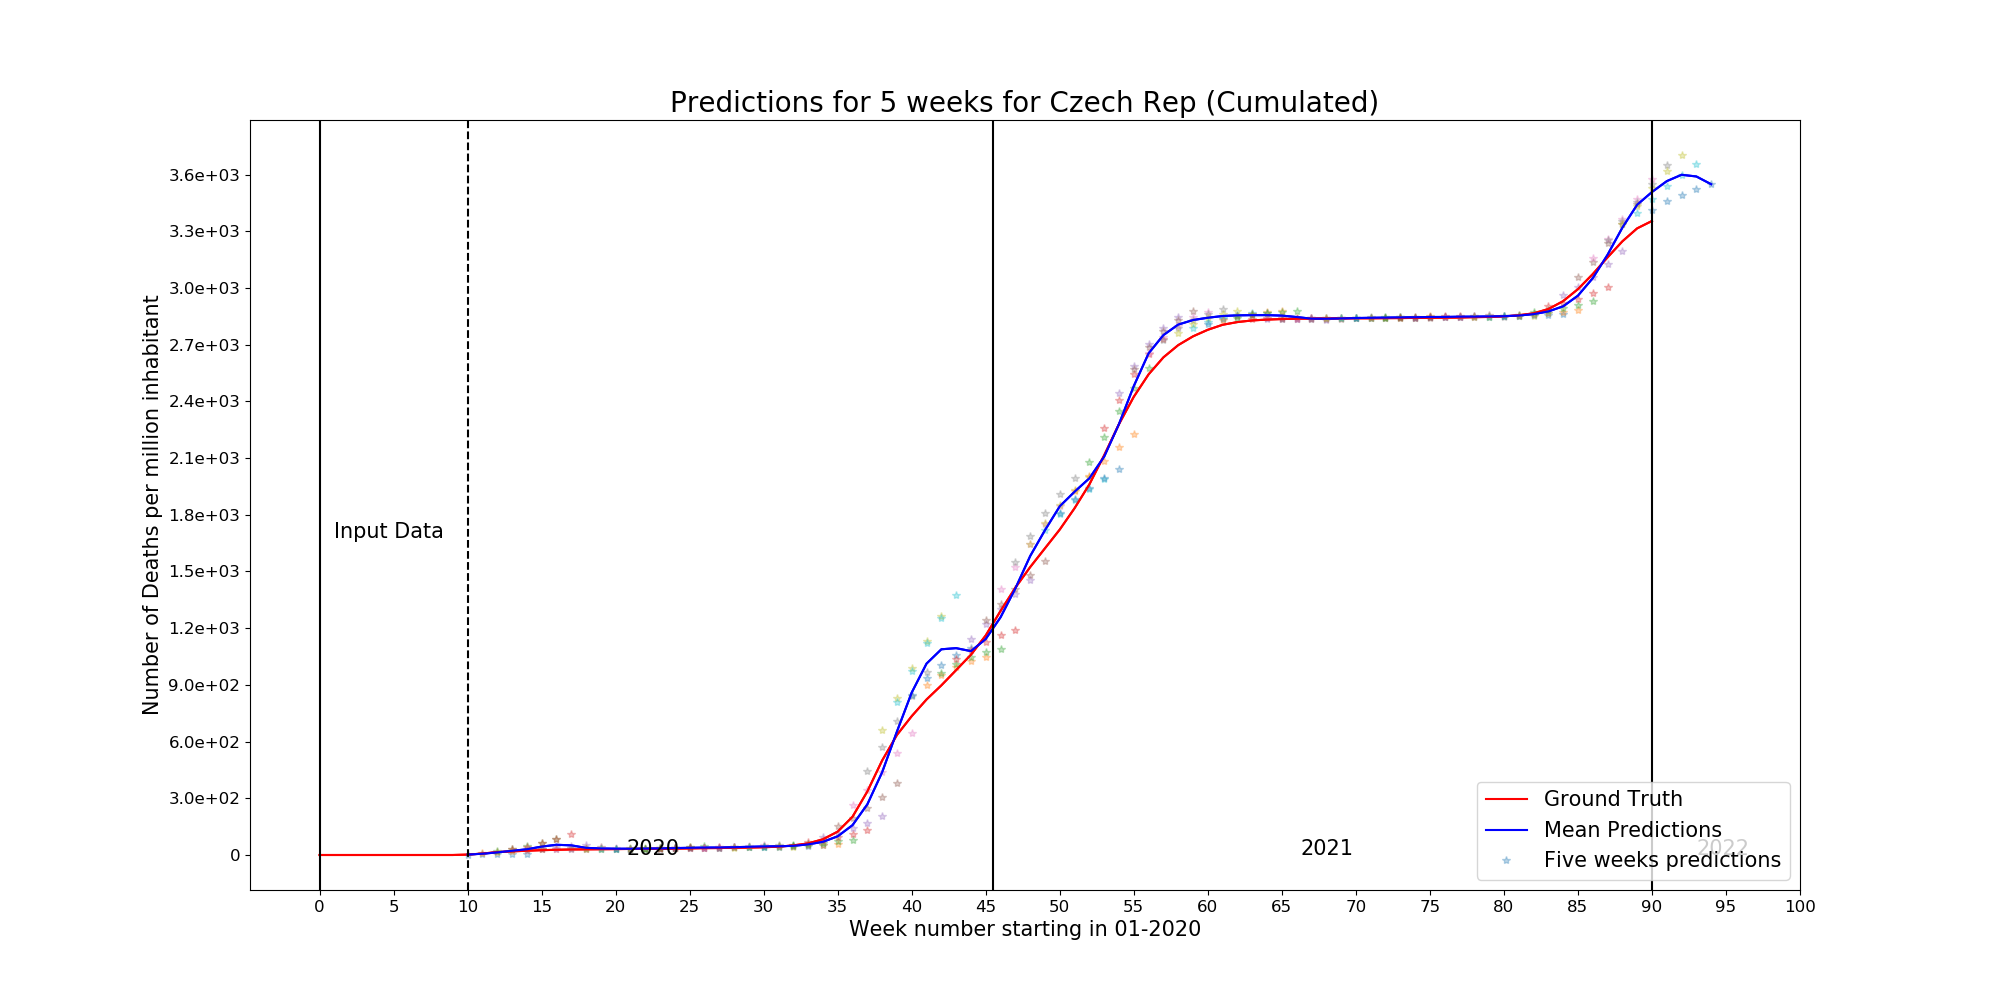 Predictions for 5 weeks for Czech Rep (Cumulated)
Number of Deaths per million inhabitant
3.6e+03
3.3e+03
3.0e+03
2.7e+03
2.4e+03
2.1e+03
1.8e+03
1.5e+03
1.2e+03
9.0e+02
6.0e+02
3.0e+02
0
Input Data
2020
2021
2022
Ground Truth
Mean Predictions
Five weeks predictions
0 5 10 15 20 25 30 35 40 45 50 55 60 65 70 75 80 85 90 95 100
Week number starting in 01-2020